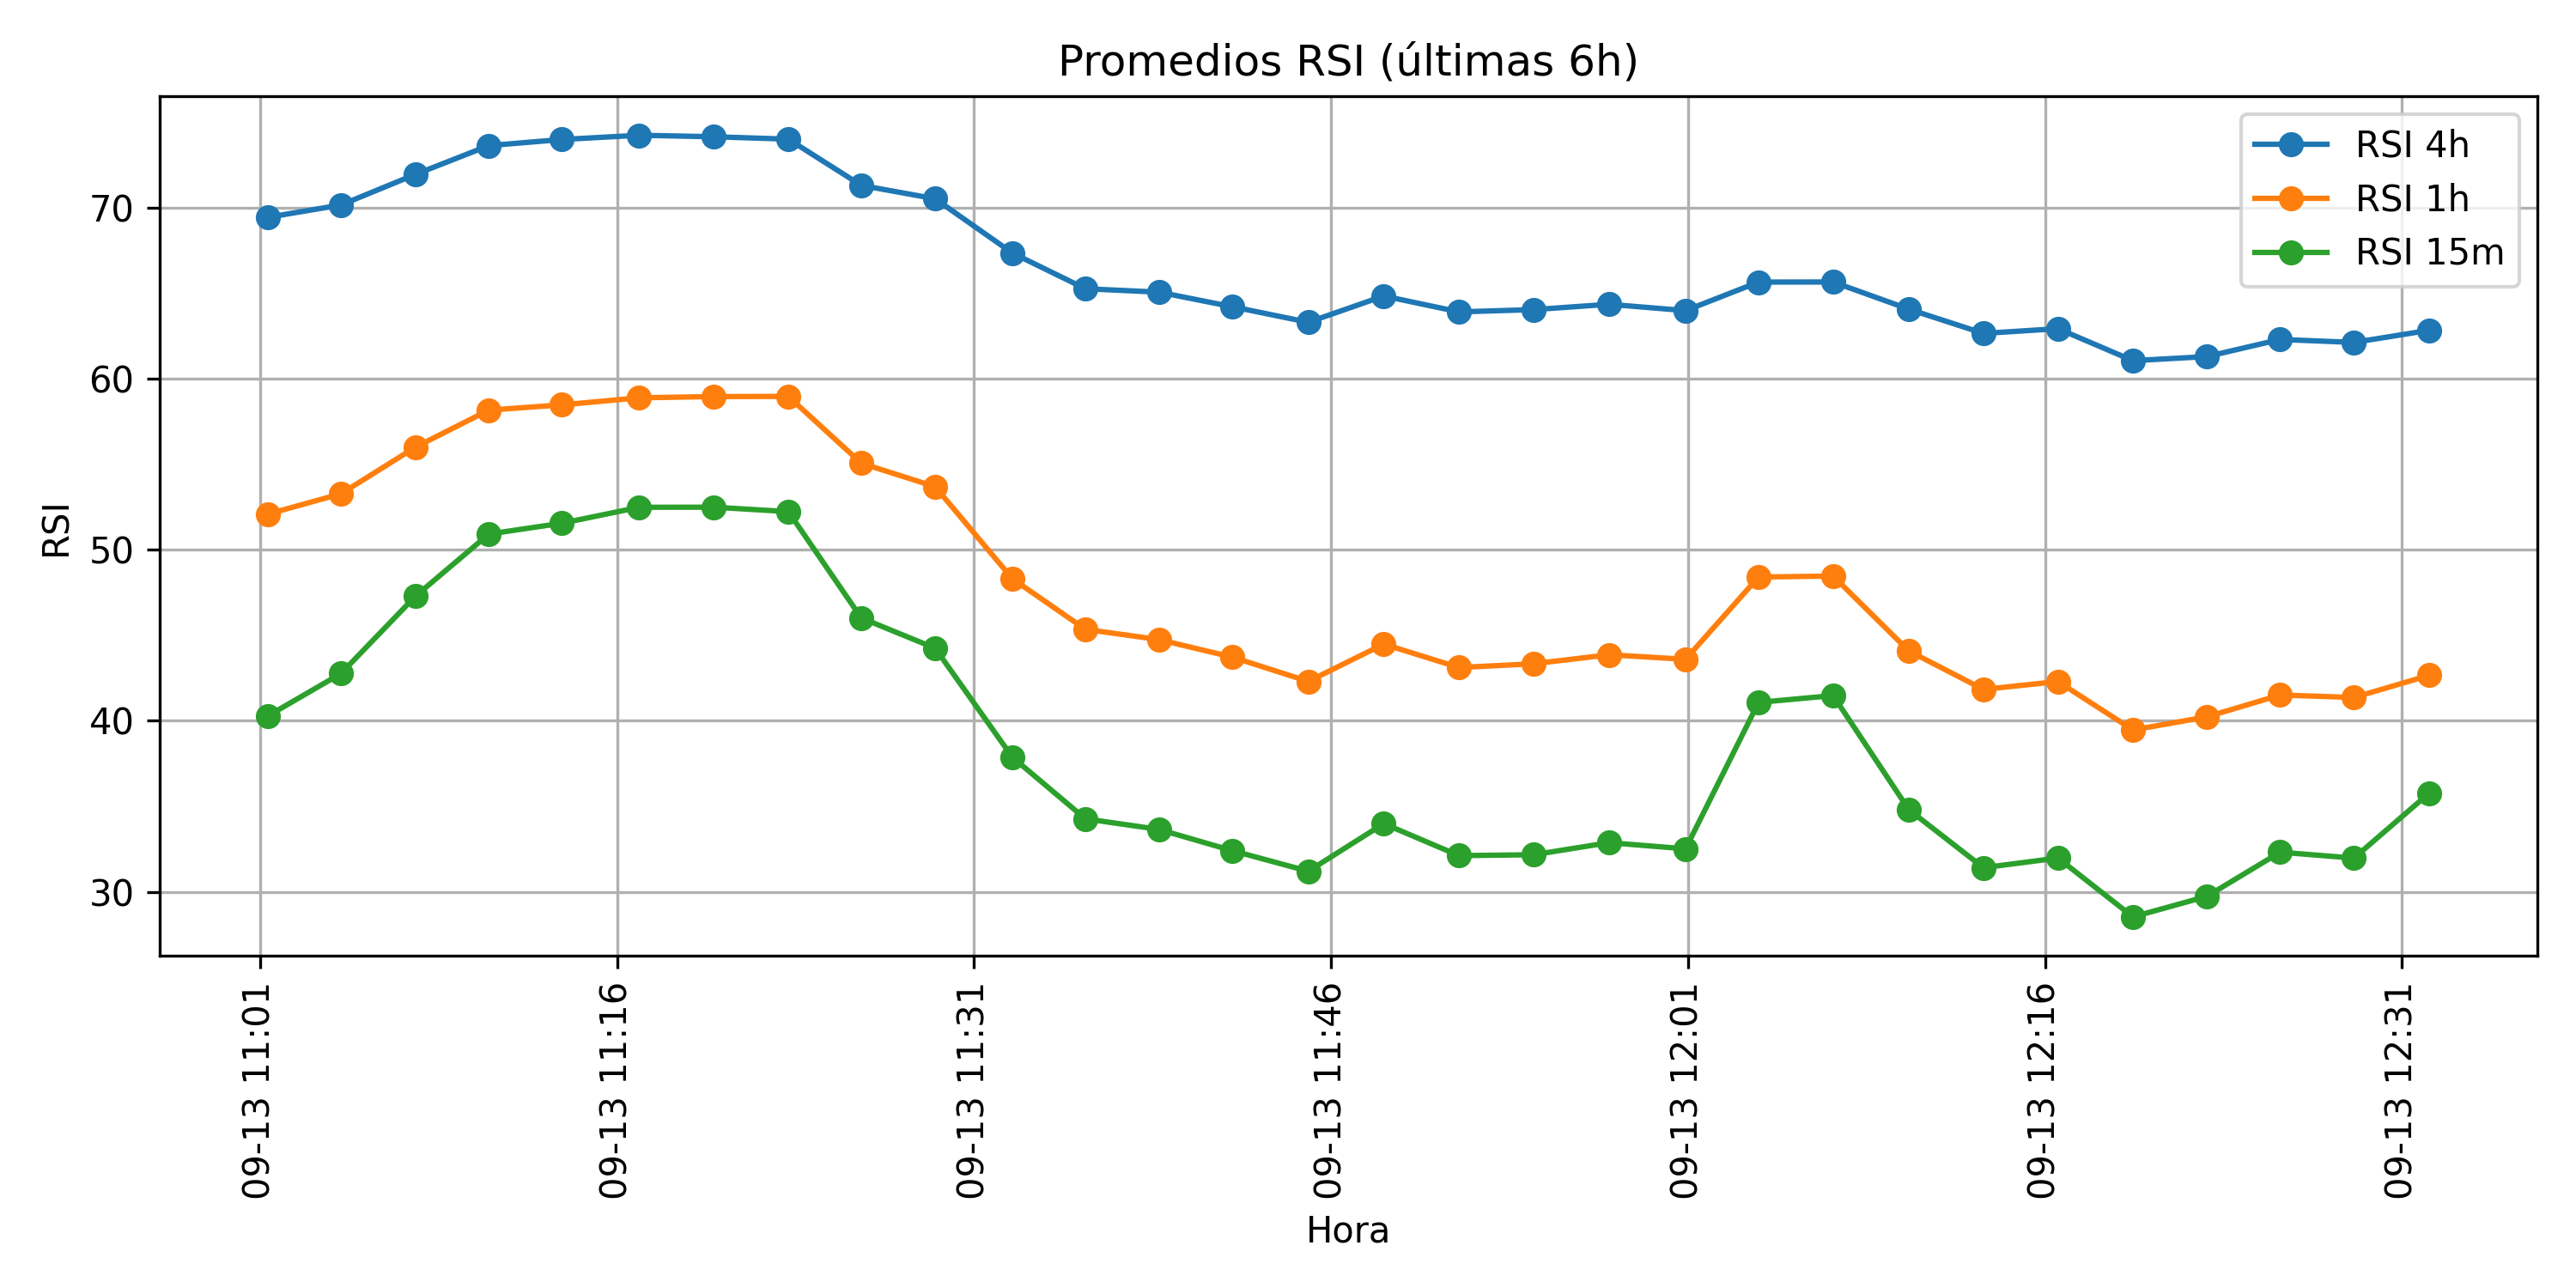 Promedios RSI (últimas 6h)
RSI 4h
RSI 1h
RSI 15m
RSI
70
60
50
40
30
09-13 11:01
09-13 11:16
09-13 11:31
09-13 11:46
09-13 12:01
09-13 12:16
09-13 12:31
Hora